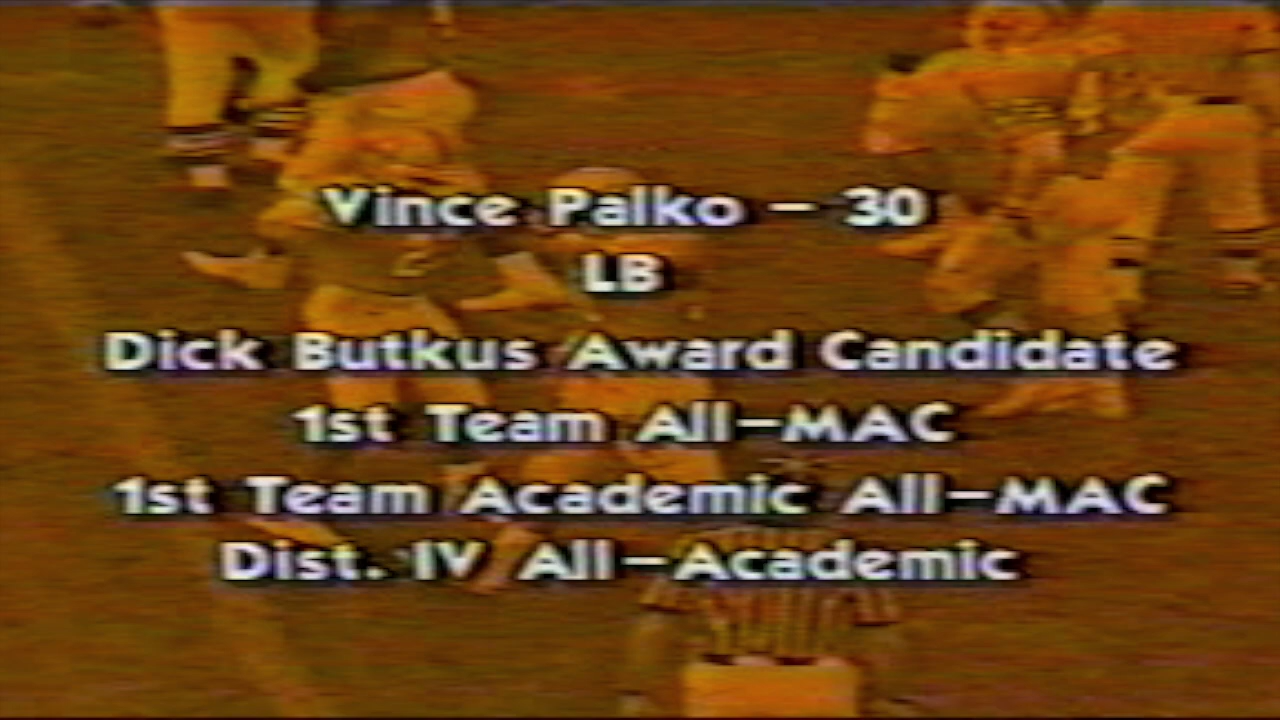 Vince Palko - 30
LB
Dick Butkus Award Candidate
1st Team All-MAC
1st Team Academic All-MAC
Dist. IV All-Academic